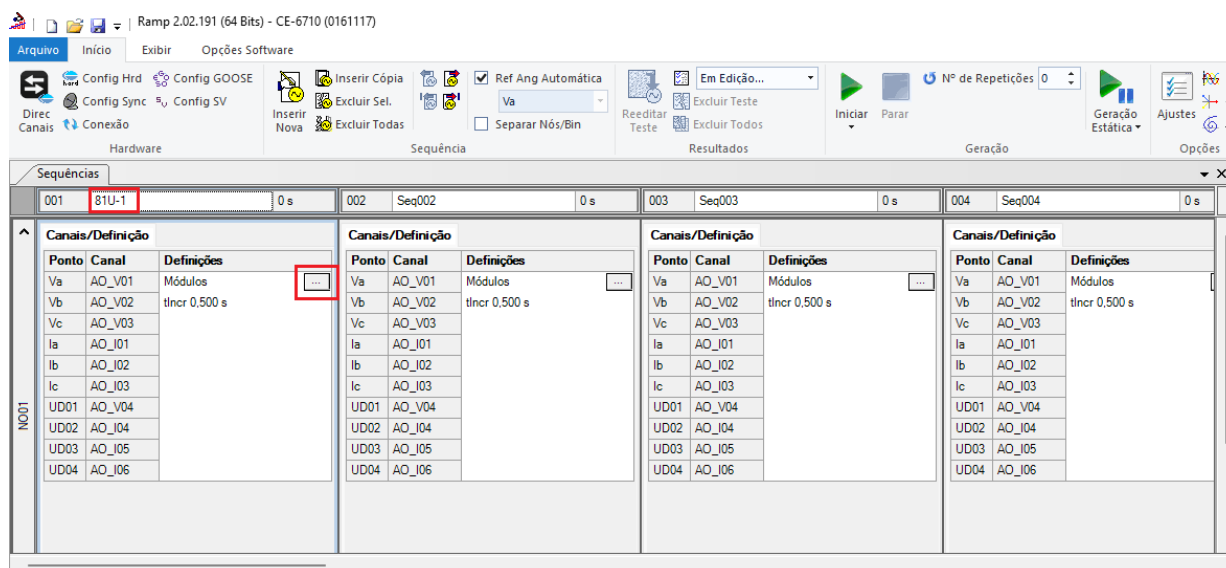 Ramp 2.02.191 (64 Bits) - CE-6710 (0161117)
Arquivo Início Exibir Opções Software
Direc Canais
Config Hrd Config GOOSE
Config Sync Config SV
Conexão
Hardware
Inserir Nova
Inserir Cópia
Excluir Sel.
Excluir Todas
Ref Ang Automática
Va
Separar Nós/Bin
Sequência
Reeditar Teste
Em Edição...
Excluir Teste
Excluir Todos
Resultados
Iniciar Parar
Nº de Repetições 0
Geração Estática
Geração
Ajustes
Opções
Sequências
001 81U-1 0 s 002 Seq002 0 s 003 Seq003 0 s 004 Seq004 0 s
NO01
Canais/Definição
Ponto Canal Definições
Va AO_V01 Módulos ...
Vb AO_V02 tIncr 0,500 s
Vc AO_V03
Ia AO_I01
Ib AO_I02
Ic AO_I03
UD01 AO_V04
UD02 AO_I04
UD03 AO_I05
UD04 AO_I06
Canais/Definição
Ponto Canal Definições
Va AO_V01 Módulos ...
Vb AO_V02 tIncr 0,500 s
Vc AO_V03
Ia AO_I01
Ib AO_I02
Ic AO_I03
UD01 AO_V04
UD02 AO_I04
UD03 AO_I05
UD04 AO_I06
Canais/Definição
Ponto Canal Definições
Va AO_V01 Módulos ...
Vb AO_V02 tIncr 0,500 s
Vc AO_V03
Ia AO_I01
Ib AO_I02
Ic AO_I03
UD01 AO_V04
UD02 AO_I04
UD03 AO_I05
UD04 AO_I06
Canais/Definição
Ponto Canal Definições
Va AO_V01 Módulos
Vb AO_V02 tIncr 0,500 s
Vc AO_V03
Ia AO_I01
Ib AO_I02
Ic AO_I03
UD01 AO_V04
UD02 AO_I04
UD03 AO_I05
UD04 AO_I06